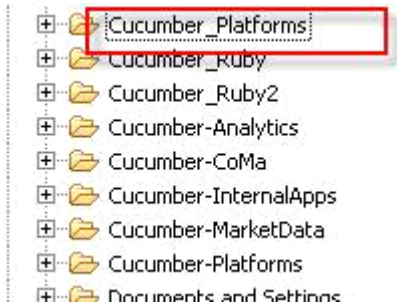 Cucumber_Platforms
Cucumber_Ruby
Cucumber_Ruby2
Cucumber-Analytics
Cucumber-CoMa
Cucumber-InternalApps
Cucumber-MarketData
Cucumber-Platforms
Documents and Settings